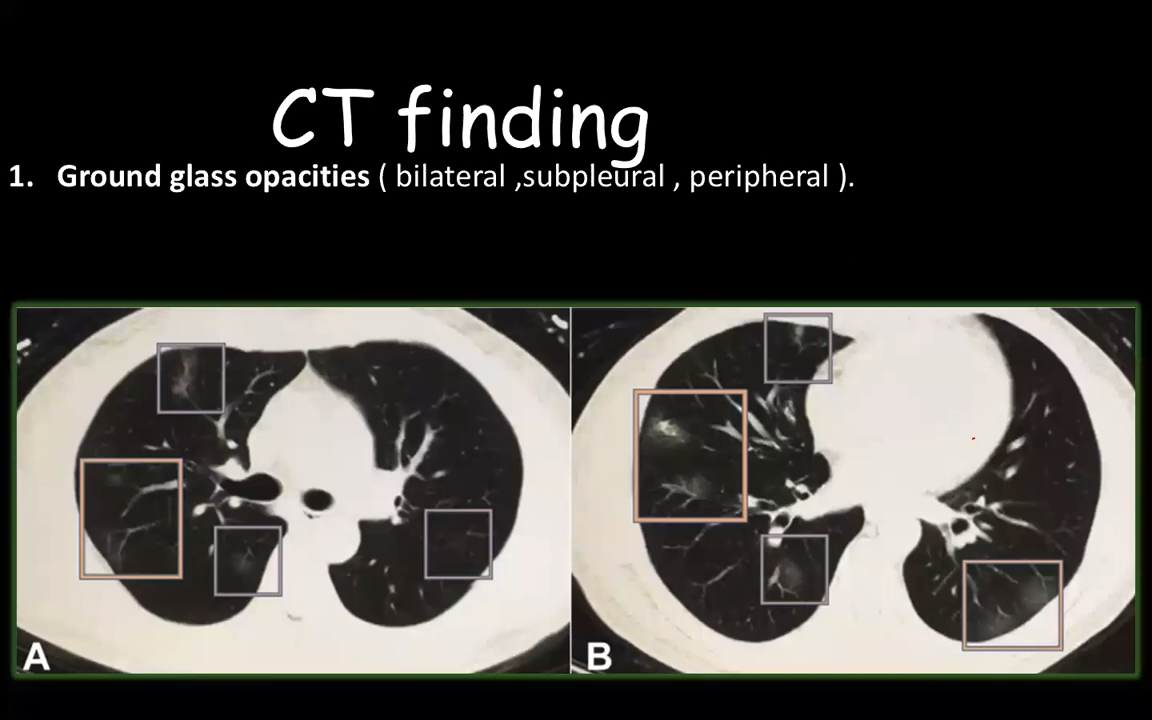 CT finding
1. Ground glass opacities ( bilateral ,subpleural , peripheral ).
A
B